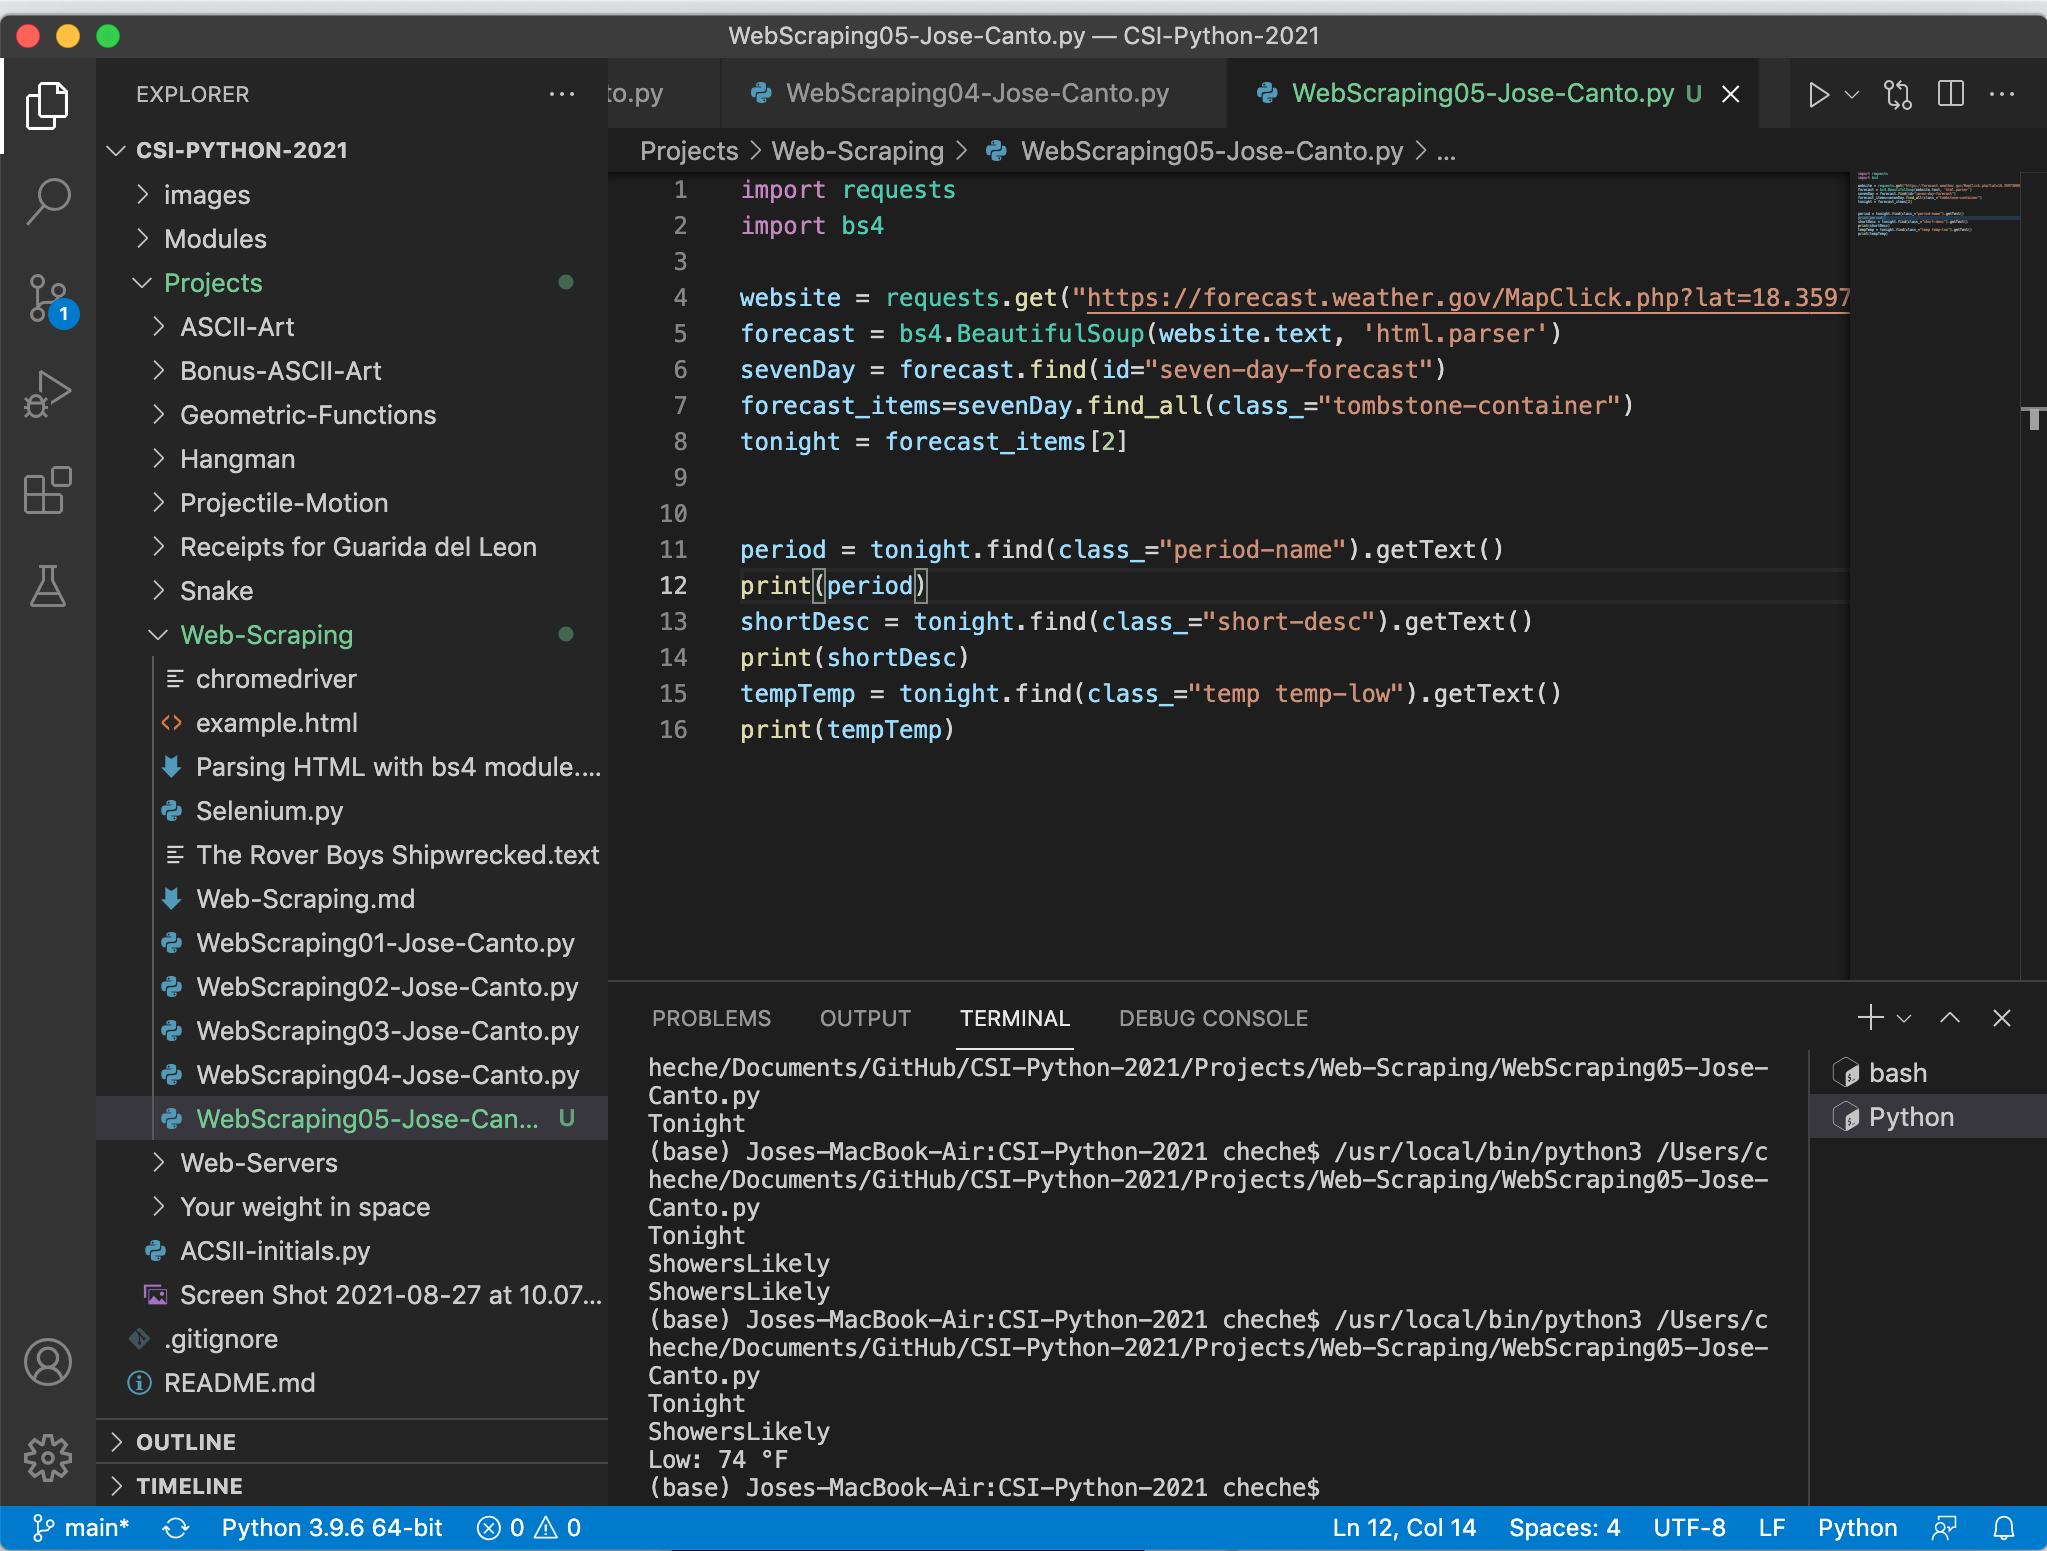 WebScraping05-Jose-Canto.py — CSI-Python-2021
EXPLORER
to.py
WebScraping04-Jose-Canto.py
WebScraping05-Jose-Canto.py U
Projects > Web-Scraping > WebScraping05-Jose-Canto.py > ...
CSI-PYTHON-2021
images
Modules
Projects
ASCII-Art
Bonus-ASCII-Art
Geometric-Functions
Hangman
Projectile-Motion
Receipts for Guarida del Leon
Snake
Web-Scraping
chromedriver
example.html
Parsing HTML with bs4 module....
Selenium.py
The Rover Boys Shipwrecked.text
Web-Scraping.md
WebScraping01-Jose-Canto.py
WebScraping02-Jose-Canto.py
WebScraping03-Jose-Canto.py
WebScraping04-Jose-Canto.py
WebScraping05-Jose-Can... U
Web-Servers
Your weight in space
ACSII-initials.py
Screen Shot 2021-08-27 at 10.07...
.gitignore
README.md
OUTLINE
TIMELINE
1
1 import requests
2 import bs4
3
4 website = requests.get("https://forecast.weather.gov/MapClick.php?lat=18.3597
5 forecast = bs4.BeautifulSoup(website.text, 'html.parser')
6 sevenDay = forecast.find(id="seven-day-forecast")
7 forecast_items=sevenDay.find_all(class_="tombstone-container")
8 tonight = forecast_items[2]
9
10
11 period = tonight.find(class_="period-name").getText()
12 print(period)
13 shortDesc = tonight.find(class_="short-desc").getText()
14 print(shortDesc)
15 tempTemp = tonight.find(class_="temp temp-low").getText()
16 print(tempTemp)
PROBLEMS OUTPUT TERMINAL DEBUG CONSOLE
heche/Documents/GitHub/CSI-Python-2021/Projects/Web-Scraping/WebScraping05-Jose-
Canto.py
Tonight
(base) Joses-MacBook-Air:CSI-Python-2021 cheche$ /usr/local/bin/python3 /Users/c
heche/Documents/GitHub/CSI-Python-2021/Projects/Web-Scraping/WebScraping05-Jose-
Canto.py
Tonight
ShowersLikely
ShowersLikely
(base) Joses-MacBook-Air:CSI-Python-2021 cheche$ /usr/local/bin/python3 /Users/c
heche/Documents/GitHub/CSI-Python-2021/Projects/Web-Scraping/WebScraping05-Jose-
Canto.py
Tonight
ShowersLikely
Low: 74 °F
(base) Joses-MacBook-Air:CSI-Python-2021 cheche$
bash
Python
main* Python 3.9.6 64-bit 0 0 Ln 12, Col 14 Spaces: 4 UTF-8 LF Python